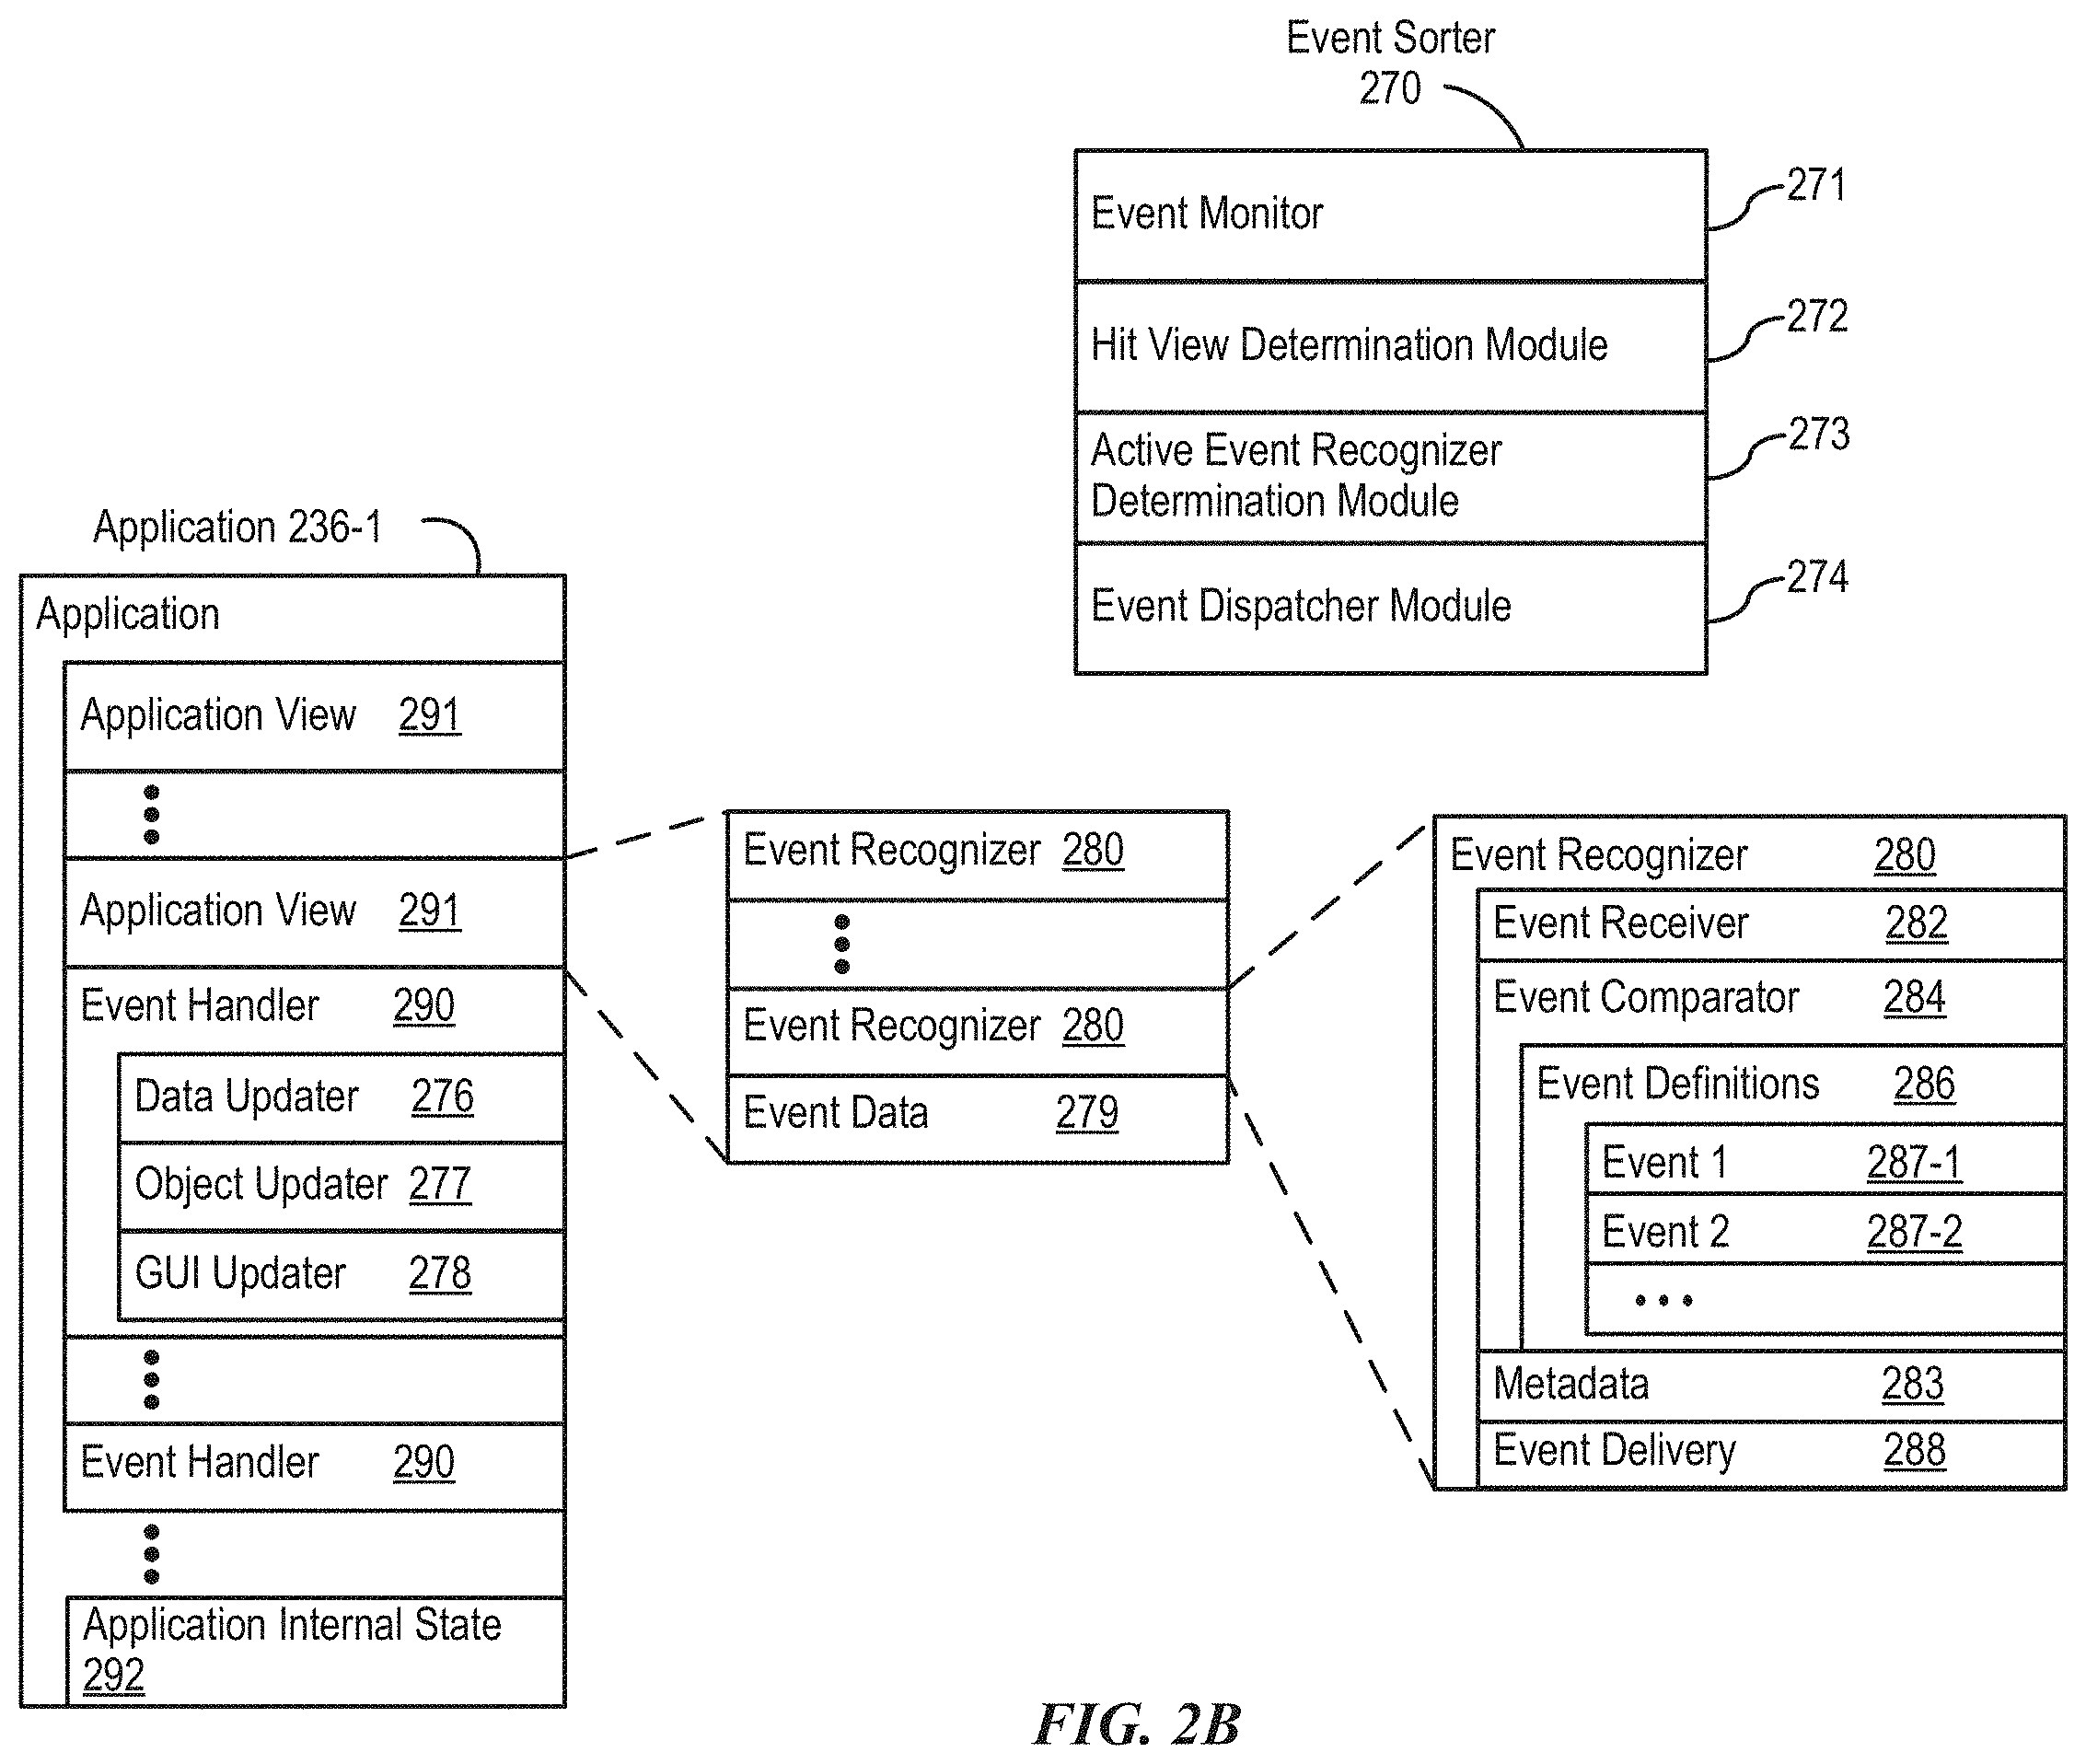 Event Sorter
270
Event Monitor
271
Hit View Determination Module
272
Active Event Recognizer
Determination Module
273
Event Dispatcher Module
274
Application 236-1
Application
Application View 291
Application View 291
Event Handler 290
Data Updater 276
Object Updater 277
GUI Updater 278
Event Handler 290
Application Internal State
292
Event Recognizer 280
Event Recognizer 280
Event Data 279
Event Recognizer 280
Event Receiver 282
Event Comparator 284
Event Definitions 286
Event 1 287-1
Event 2 287-2
Metadata 283
Event Delivery 288
FIG. 2B